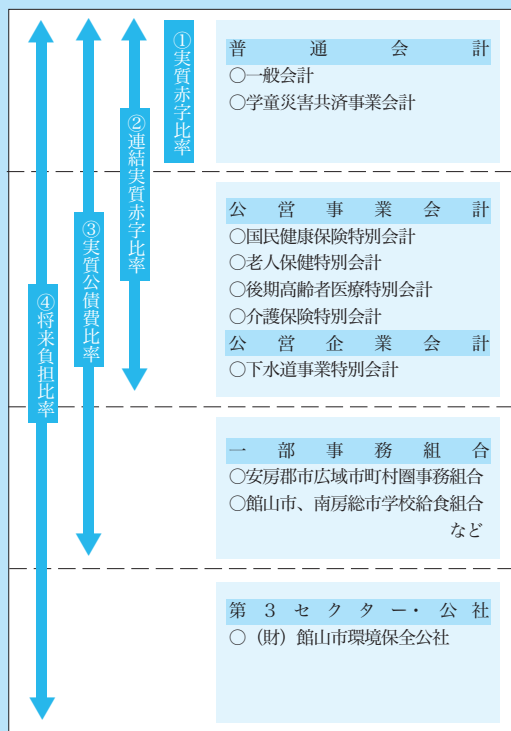 ①実質赤字比率
②連結実質赤字比率
③実質公債費比率
④将来負担比率
普通会計
○一般会計
○学童災害共済事業会計
公営事業会計
○国民健康保険特別会計
○老人保健特別会計
○後期高齢者医療特別会計
○介護保険特別会計
公営企業会計
○下水道事業特別会計
一部事務組合
○安房郡市広域市町村圏事務組合
○館山市、南房総市学校給食組合
など
第3セクター・公社
○（財）館山市環境保全公社